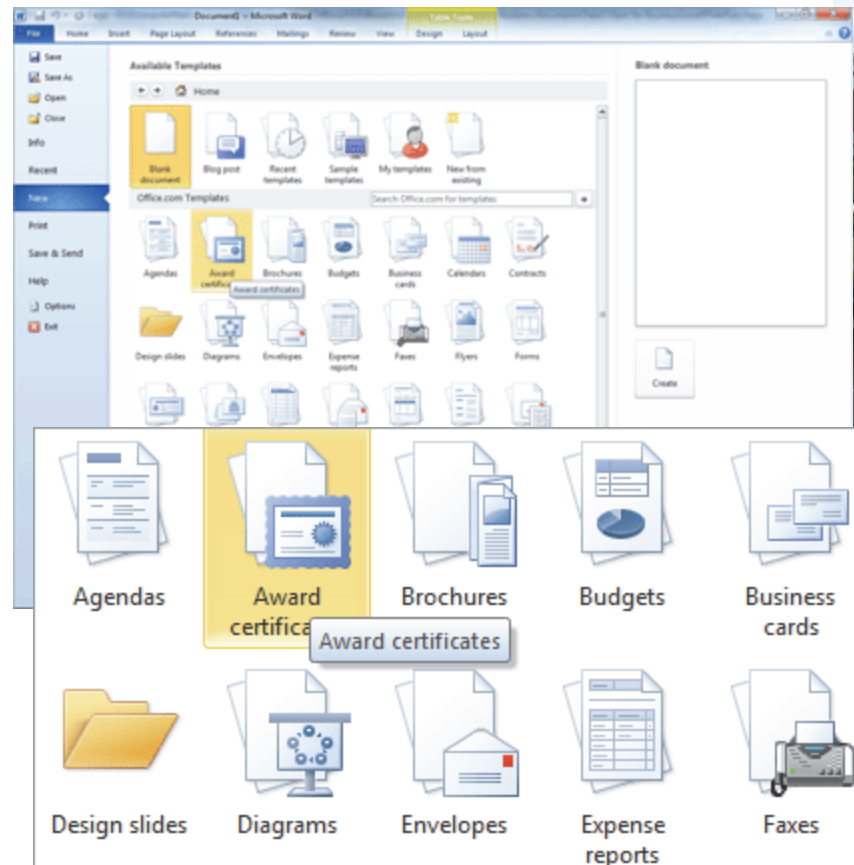 Document1 - Microsoft Word
Table Tools
File Home Insert Page Layout References Mailings Review View Design Layout
Save
Save As
Open
Close
Info
Recent
New
Print
Save & Send
Help
Options
Exit
Available Templates
Home
Blank document
Blog post
Recent templates
Sample templates
My templates
New from existing
Office.com Templates
Search Office.com for templates
Agendas
Award certifica
Brochures
Budgets
Business cards
Calendars
Contracts
Award certificates
Design slides
Diagrams
Envelopes
Expense reports
Faxes
Flyers
Forms
Blank document
Create
Agendas
Award
certifica
Brochures
Budgets
Business
cards
Award certificates
Design slides
Diagrams
Envelopes
Expense
reports
Faxes